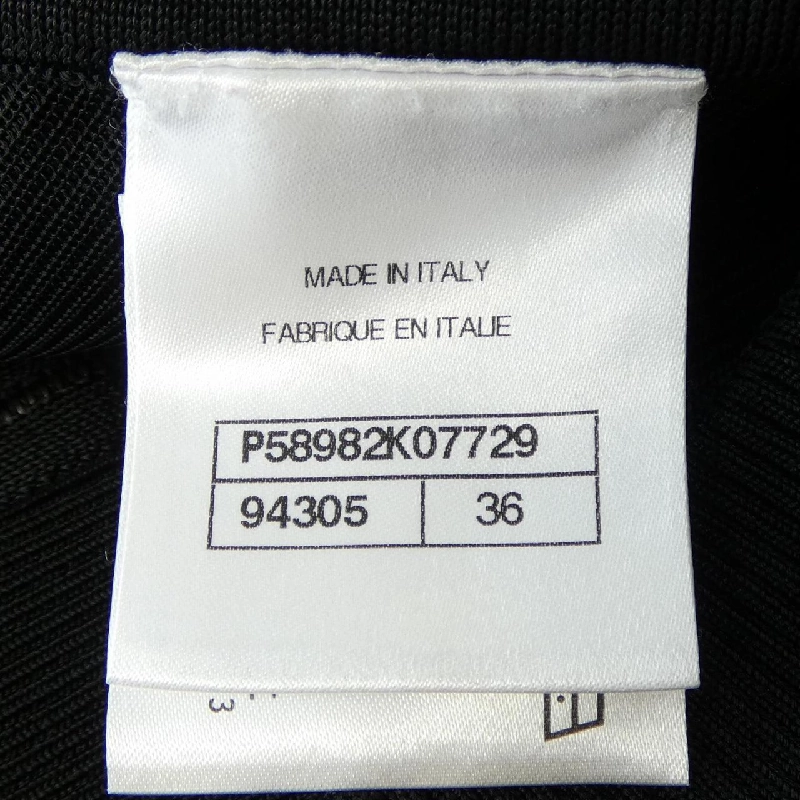 MADE IN ITALY
FABRIQUE EN ITALIE
P58982K07729
94305 36